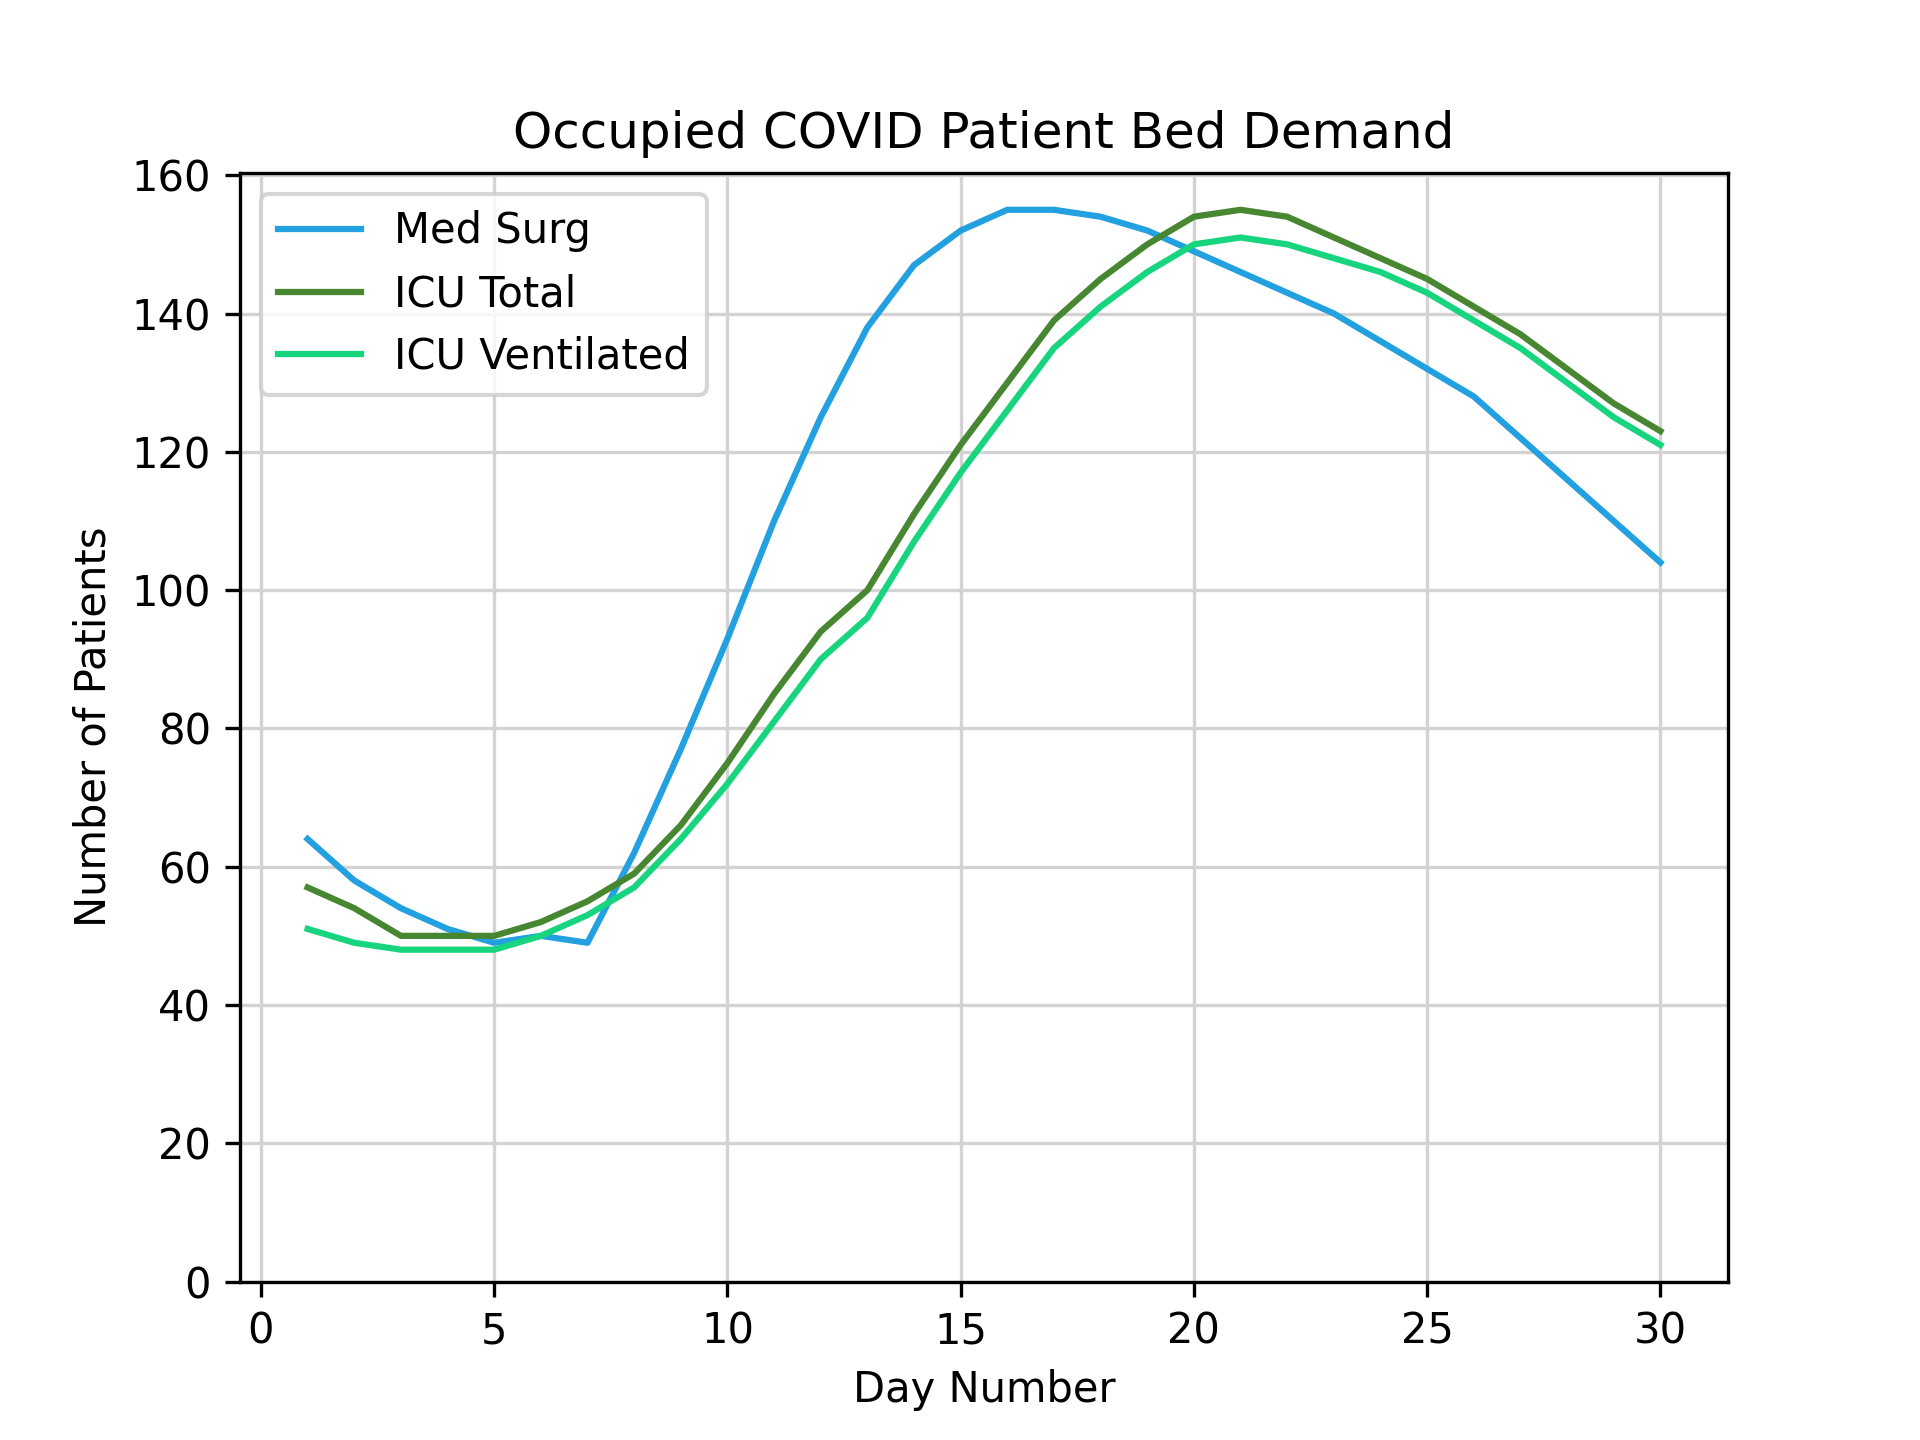 Occupied COVID Patient Bed Demand
160
140
120
100
80
60
40
20
0
Number of Patients
Med Surg
ICU Total
ICU Ventilated
0 5 10 15 20 25 30
Day Number